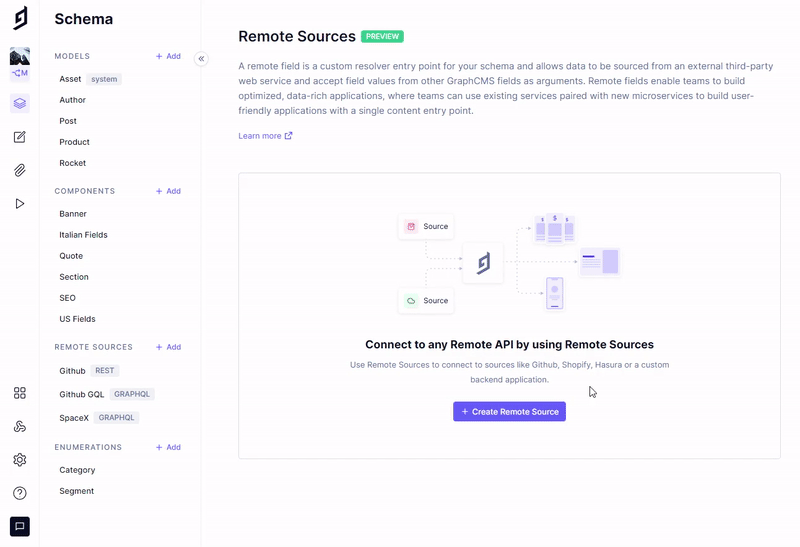 Schema
MODELS
+ Add
Asset system
Author
Post
Product
Rocket
COMPONENTS
+ Add
Banner
Italian Fields
Quote
Section
SEO
US Fields
REMOTE SOURCES
+ Add
Github REST
Github GQL GRAPHQL
SpaceX GRAPHQL
ENUMERATIONS
+ Add
Category
Segment
M
Remote Sources PREVIEW
A remote field is a custom resolver entry point for your schema and allows data to be sourced from an external third-party
web service and accept field values from other GraphCMS fields as arguments. Remote fields enable teams to build
optimized, data-rich applications, where teams can use existing services paired with new microservices to build user-
friendly applications with a single content entry point.
Learn more
Source
Source
$ $ $
Connect to any Remote API by using Remote Sources
Use Remote Sources to connect to sources like Github, Shopify, Hasura or a custom
backend application.
+ Create Remote Source